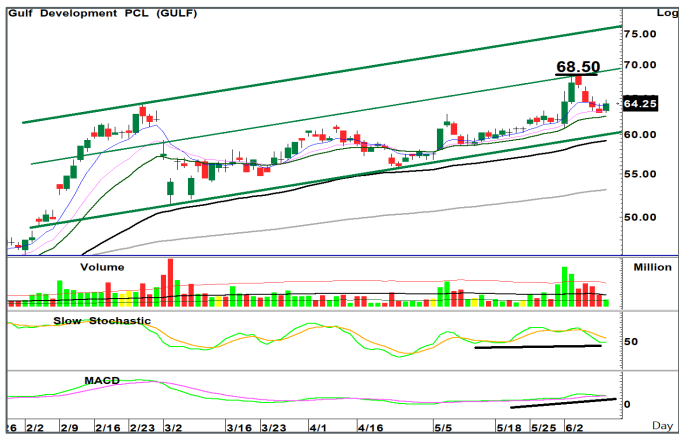 Gulf Development PCL (GULF)
Log
75.00
70.00
68.50
64.25
60.00
55.00
50.00
Volume
Million
Slow Stochastic
50
MACD
0
26 2/2 2/9 2/16 2/23 3/2 3/16 3/23 4/1 4/16 5/5 5/18 5/25 6/2 Day